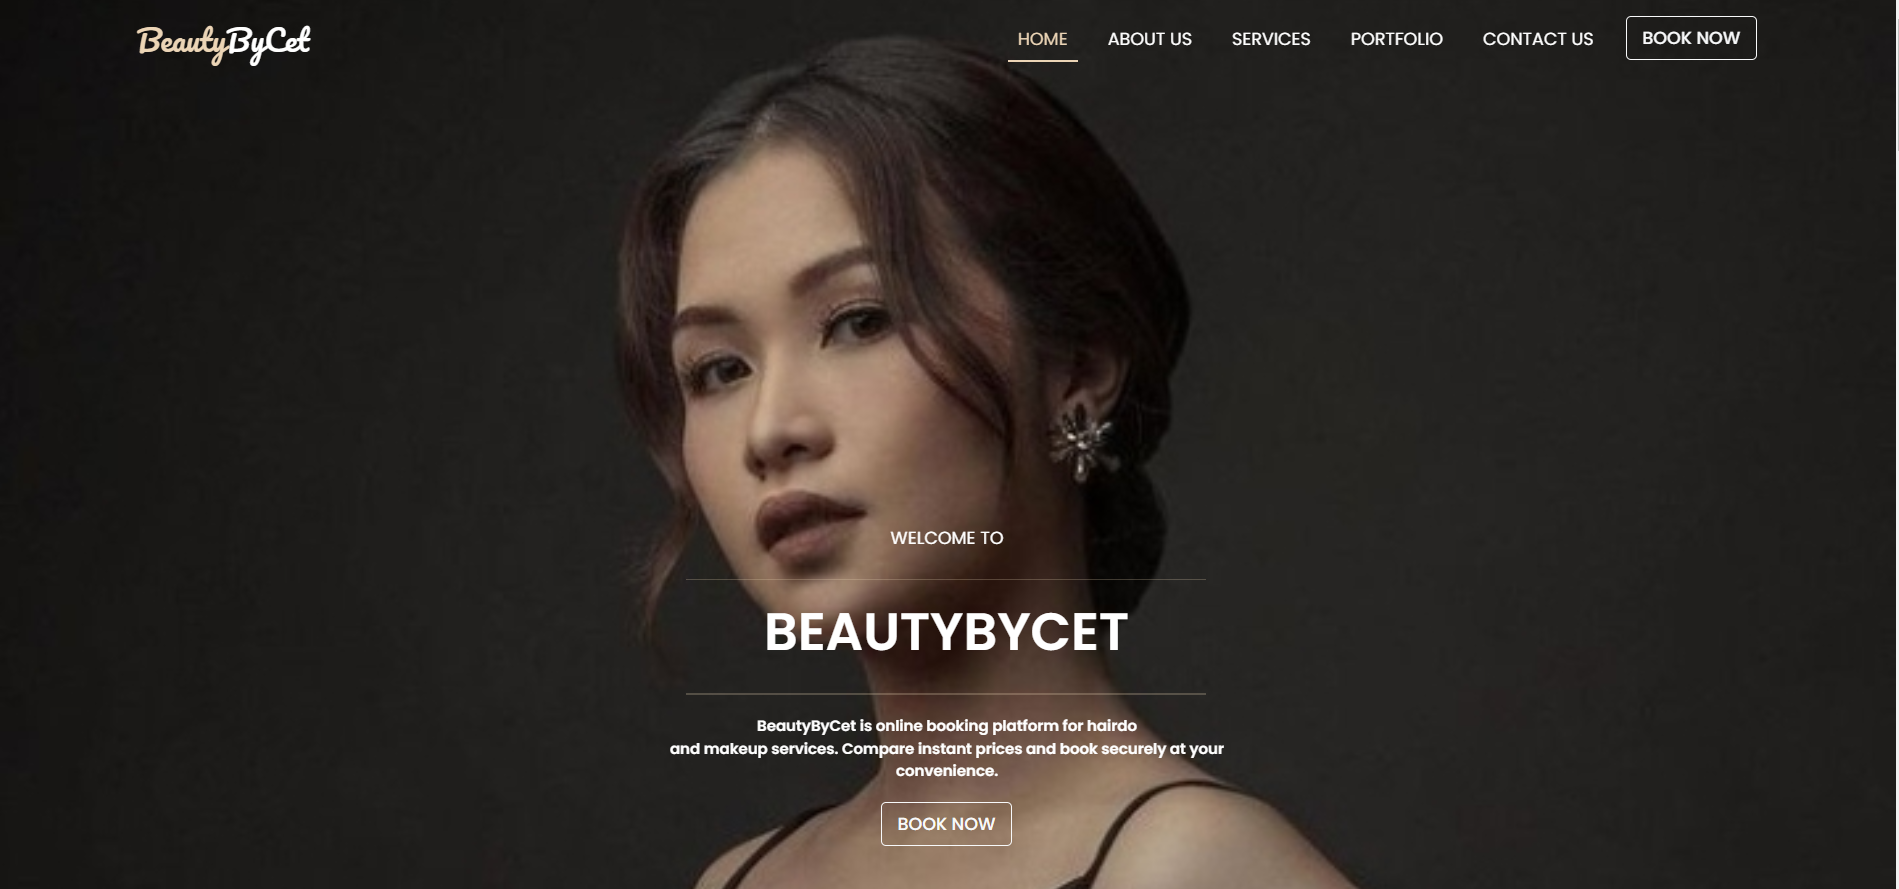 BeautyByCet
HOME
ABOUT US
SERVICES
PORTFOLIO
CONTACT US
BOOK NOW
WELCOME TO
BEAUTYBYCET
BeautyByCet is online booking platform for hairdo
and makeup services. Compare instant prices and book securely at your
convenience.
BOOK NOW